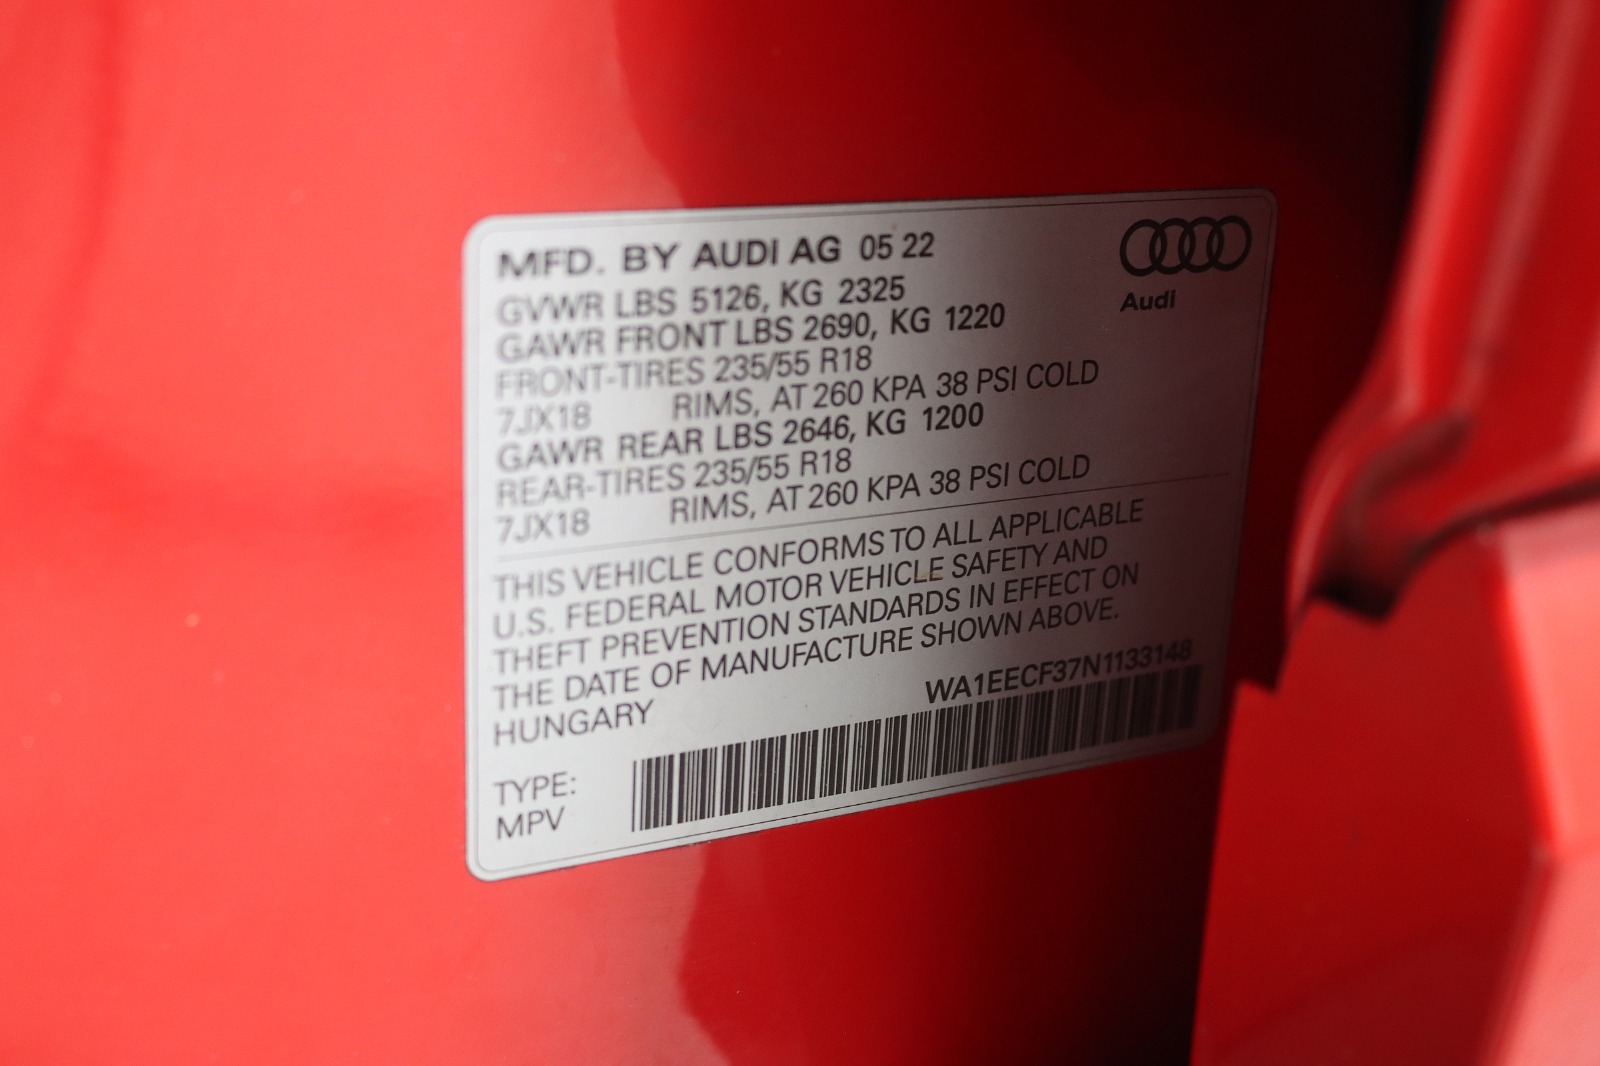 MFD. BY AUDI AG 05 22
Audi
GVWR LBS 5126, KG 2325
GAWR FRONT LBS 2690, KG 1220
FRONT-TIRES 235/55 R18
7JX18 RIMS, AT 260 KPA 38 PSI COLD
GAWR REAR LBS 2646, KG 1200
REAR-TIRES 235/55 R18
7JX18 RIMS, AT 260 KPA 38 PSI COLD
THIS VEHICLE CONFORMS TO ALL APPLICABLE
U.S. FEDERAL MOTOR VEHICLE SAFETY AND
THEFT PREVENTION STANDARDS IN EFFECT ON
THE DATE OF MANUFACTURE SHOWN ABOVE.
HUNGARY WA1EECF37N1133148
TYPE:
MPV